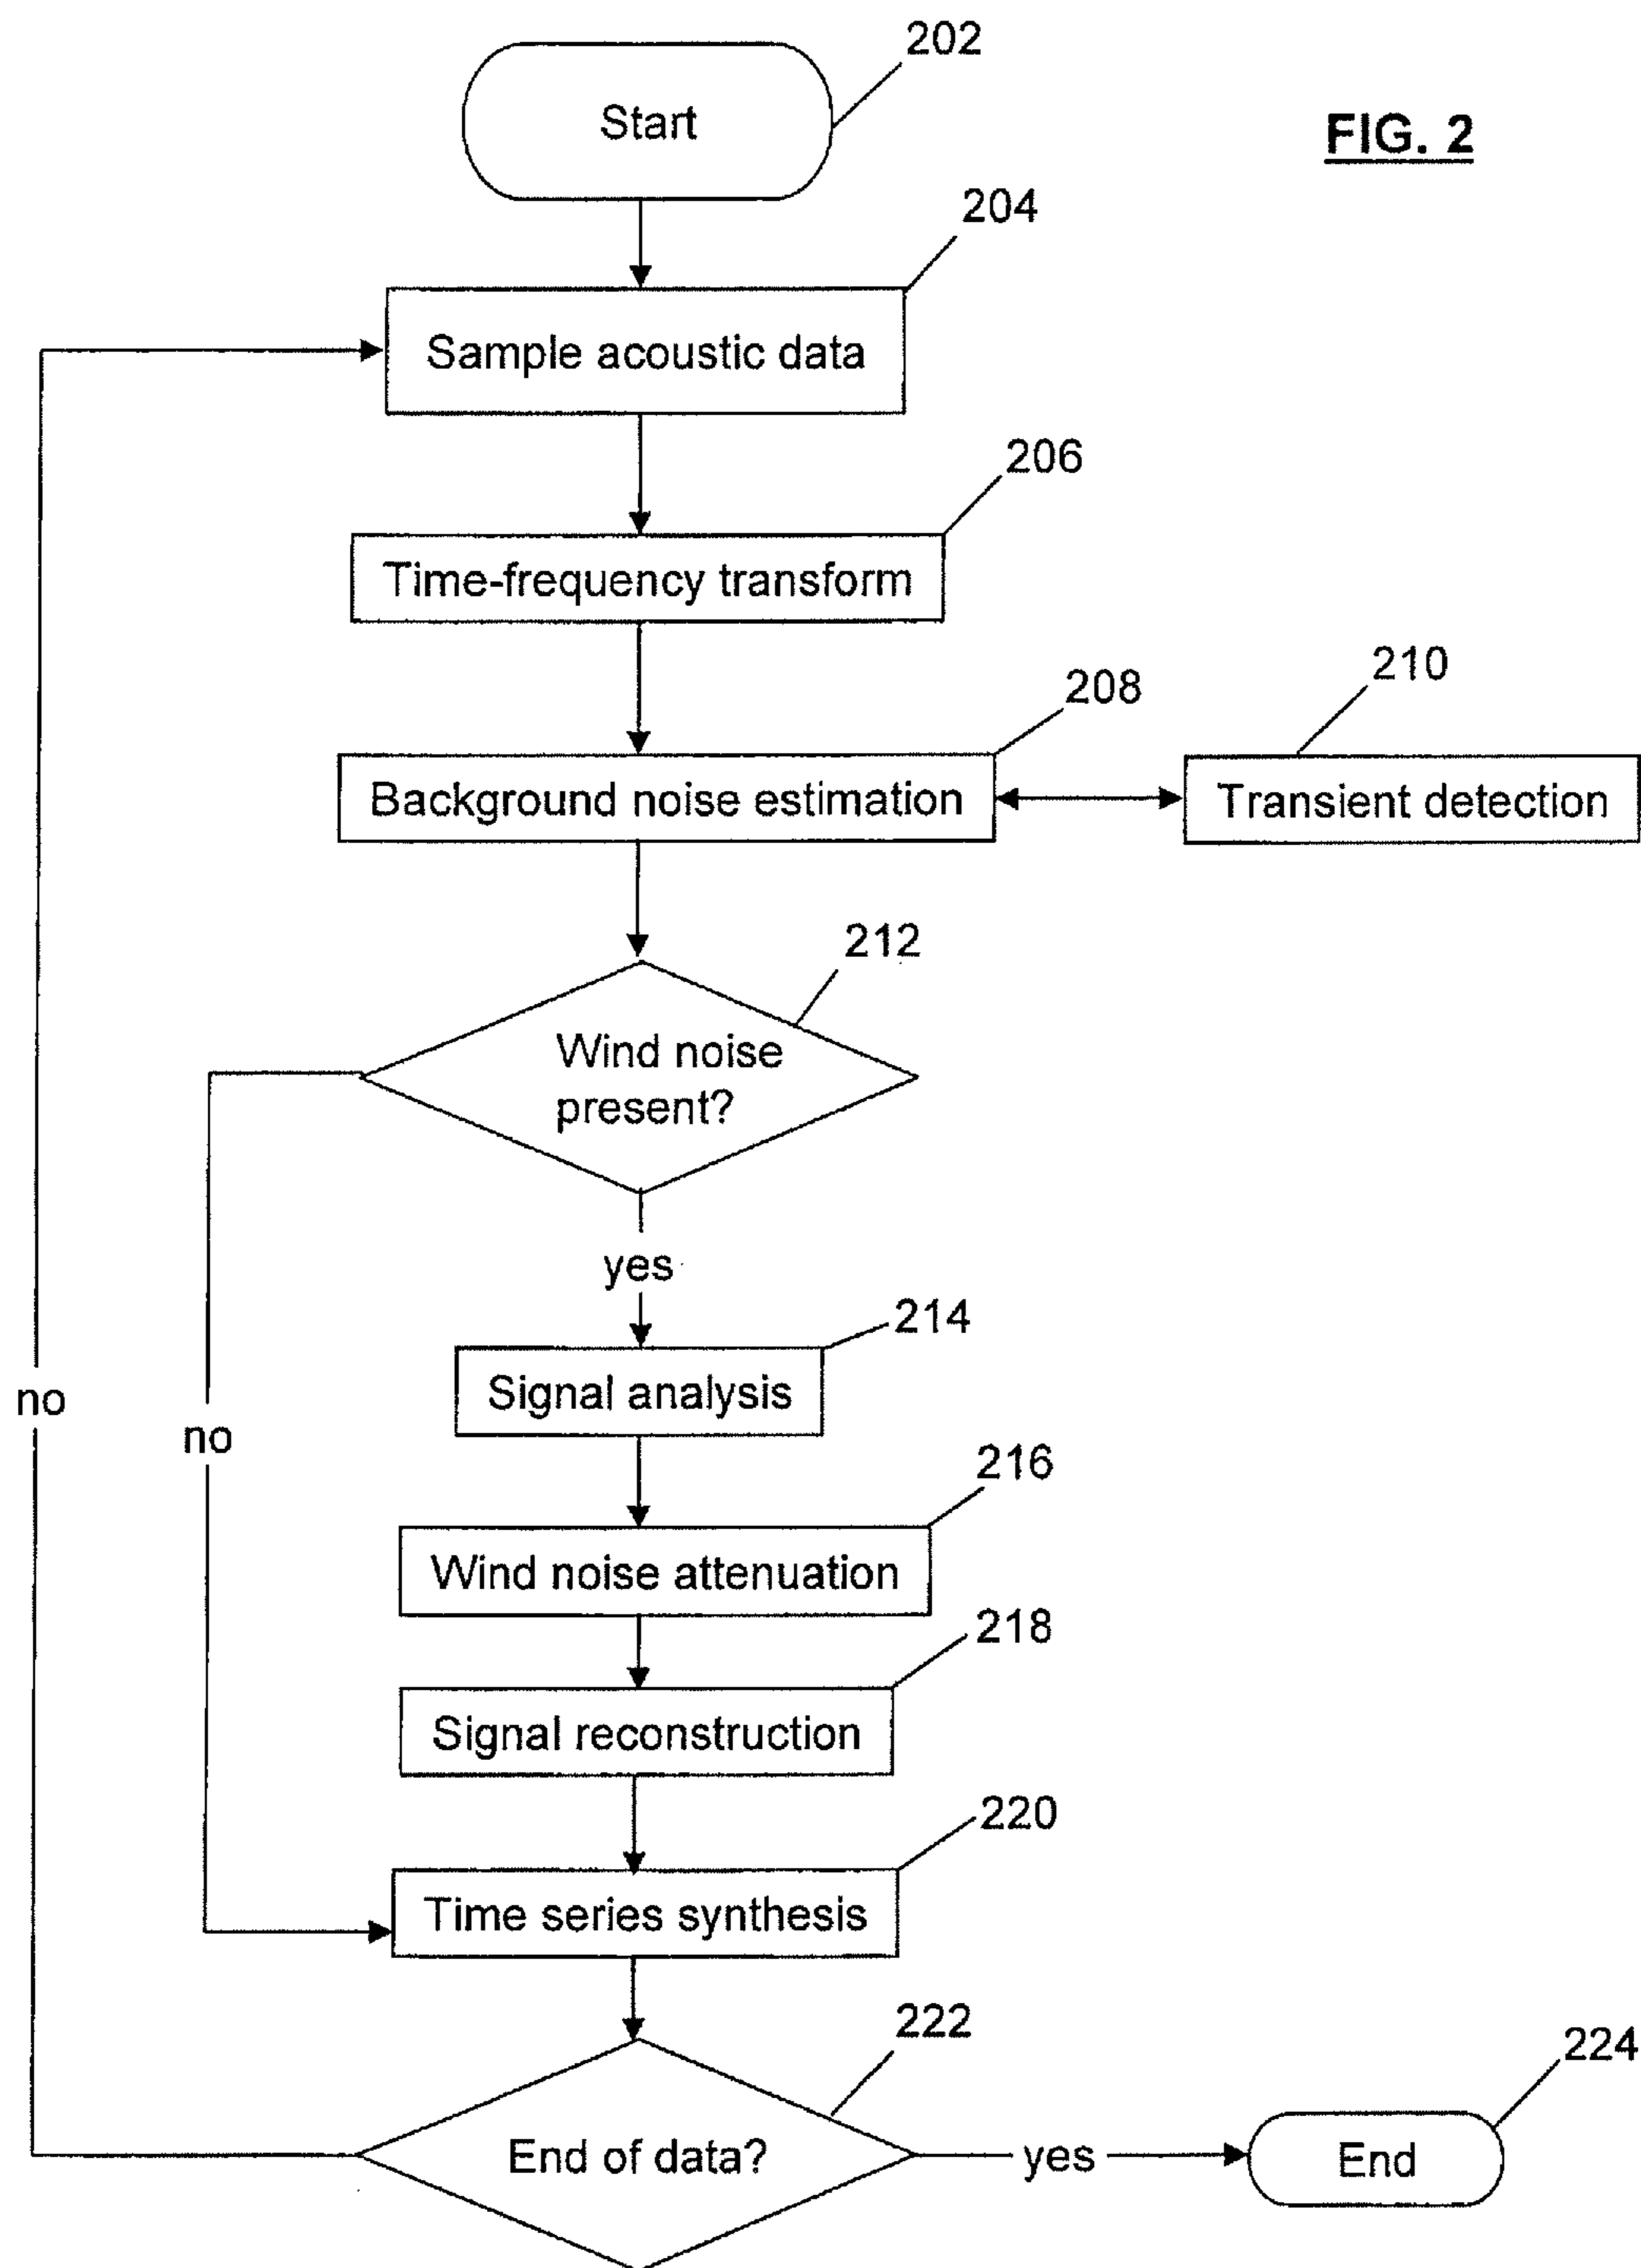 202
Start
FIG. 2
204
Sample acoustic data
206
Time-frequency transform
208
210
Background noise estimation
Transient detection
212
Wind noise
present?
yes
214
Signal analysis
no
no
216
Wind noise attenuation
218
Signal reconstruction
220
Time series synthesis
222
224
End of data?
yes
End